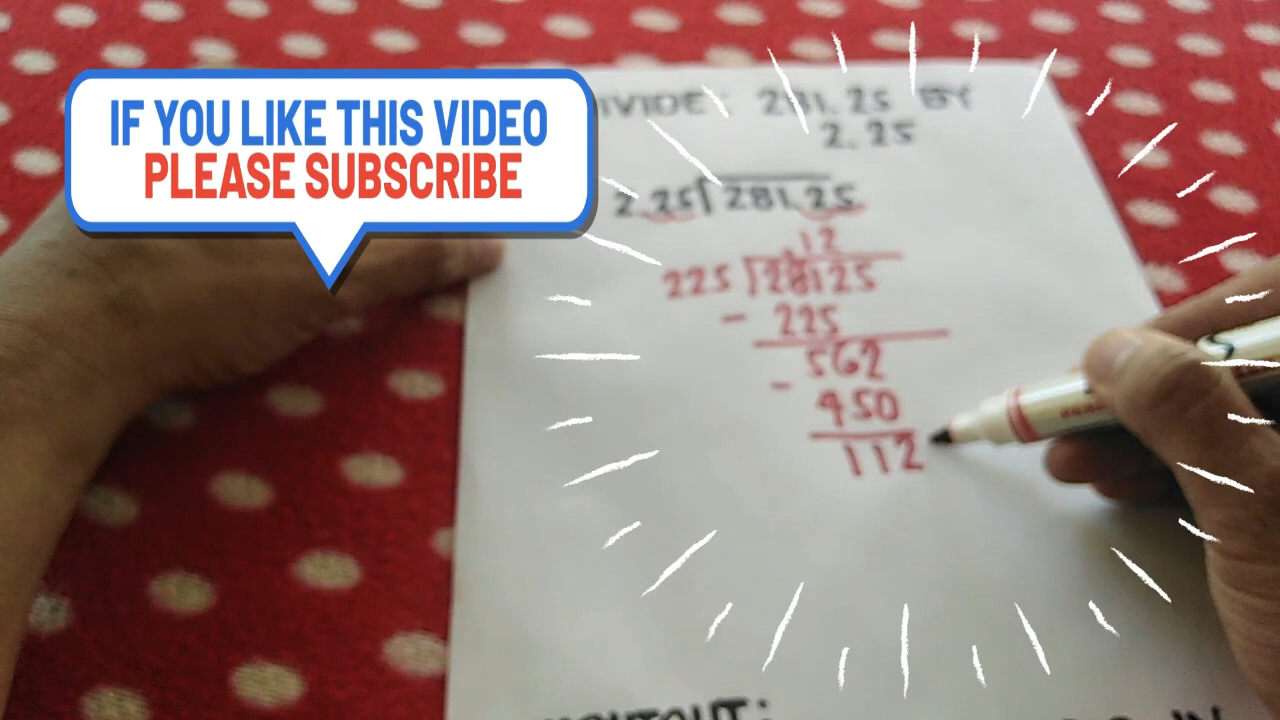 IF YOU LIKE THIS VIDEO
PLEASE SUBSCRIBE
IVIDE: 281.25 BY
2.25
2.25 281.25
12
225 28125
- 225
562
- 450
112